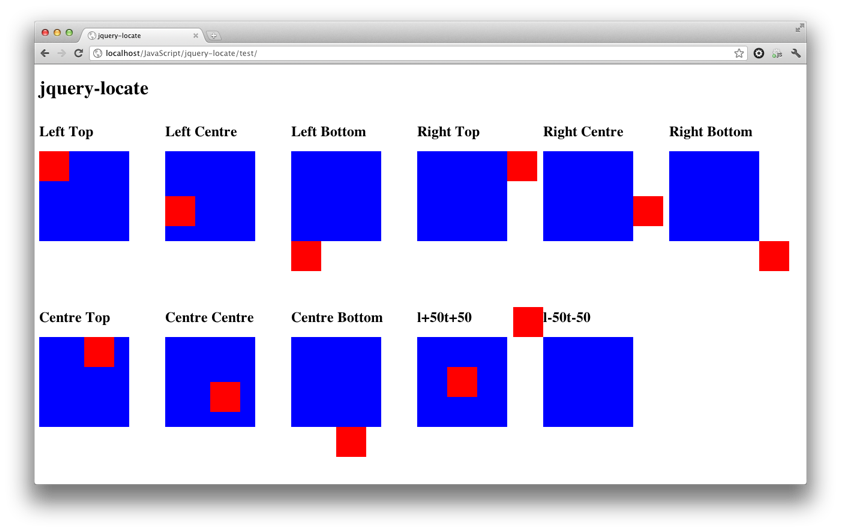 jquery-locate
localhost/JavaScript/jquery-locate/test/
jquery-locate
Left Top
Left Centre
Left Bottom
Right Top
Right Centre
Right Bottom
Centre Top
Centre Centre
Centre Bottom
l+50t+50
l-50t-50